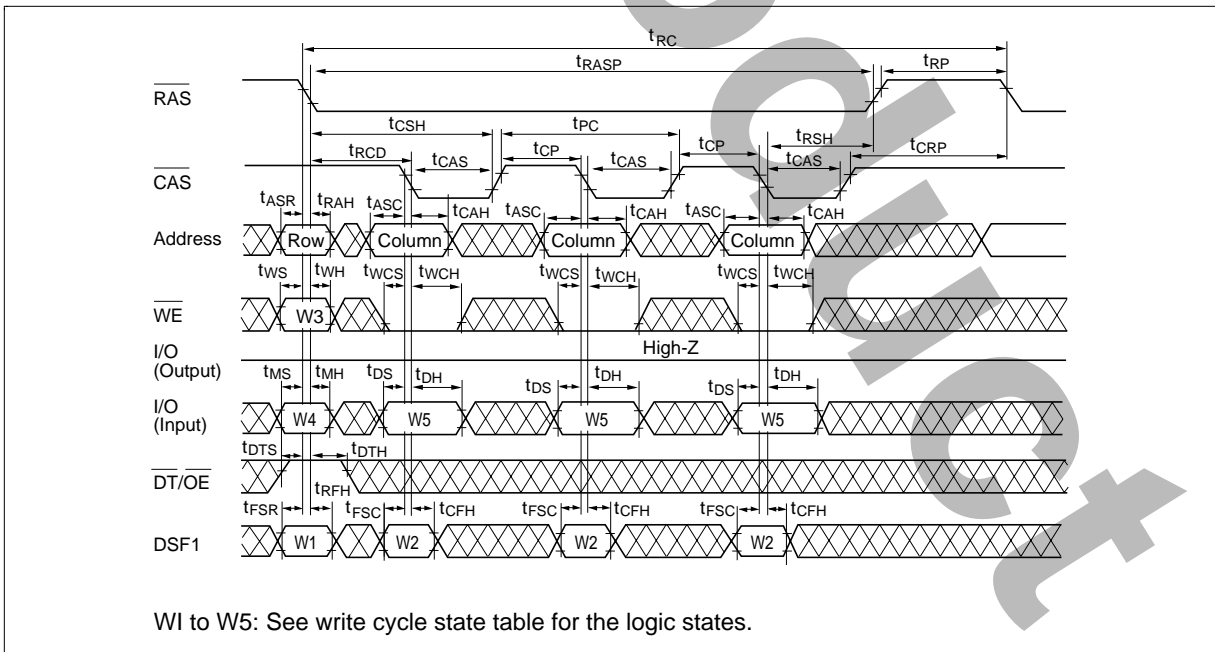 tRC
tRASP
tRP
RAS
tCSH
tPC
tRSH
tRCD
tCAS
tCP
tCAS
tCP
tCAS
tCRP
CAS
tASR
tRAH
tASC
tCAH
tASC
tCAH
tASC
tCAH
Address
Row
Column
Column
Column
tWS
tWH
tWCS
tWCH
tWCS
tWCH
tWCS
tWCH
WE
W3
I/O
(Output)
High-Z
tMS
tMH
tDS
tDH
tDS
tDH
tDS
tDH
I/O
(Input)
W4
W5
W5
W5
tDTS
tDTH
DT/OE
tFSR
tRFH
tFSC
tCFH
tFSC
tCFH
tFSC
tCFH
DSF1
W1
W2
W2
W2
WI to W5: See write cycle state table for the logic states.
duct